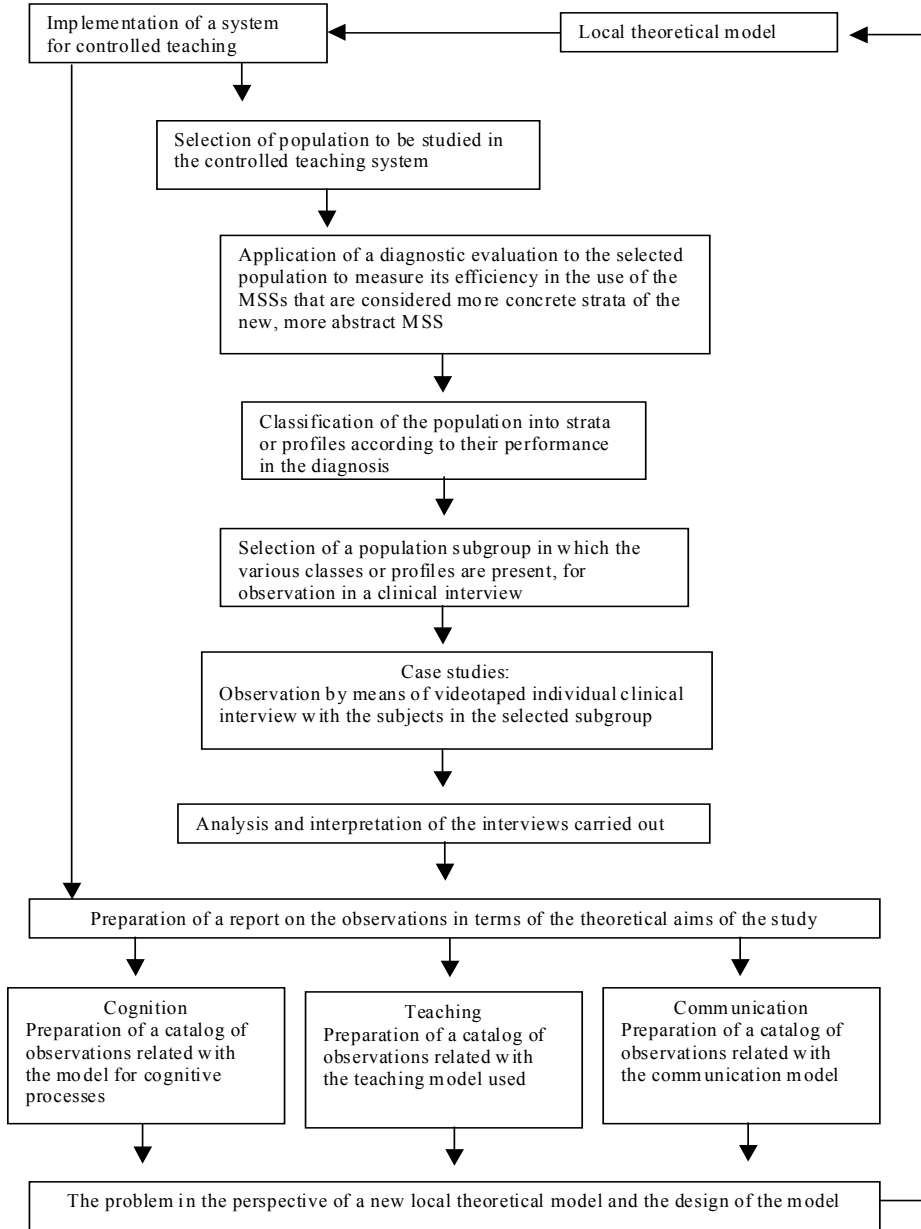 Implementation of a system
for controlled teaching
Local theoretical model
Selection of population to be studied in
the controlled teaching system
Application of a diagnostic evaluation to the selected
population to measure its efficiency in the use of the
MSSs that are considered more concrete strata of the
new, more abstract MSS
Classification of the population into strata
or profiles according to their performance
in the diagnosis
Selection of a population subgroup in which the
various classes or profiles are present, for
observation in a clinical interview
Case studies:
Observation by means of videotaped individual clinical
interview with the subjects in the selected subgroup
Analysis and interpretation of the interviews carried out
Preparation of a report on the observations in terms of the theoretical aims of the study
Cognition
Preparation of a catalog of
observations related with
the model for cognitive
processes
Teaching
Preparation of a catalog of
observations related with
the teaching model used
Communication
Preparation of a catalog of
observations related with
the communication model
The problem in the perspective of a new local theoretical model and the design of the model